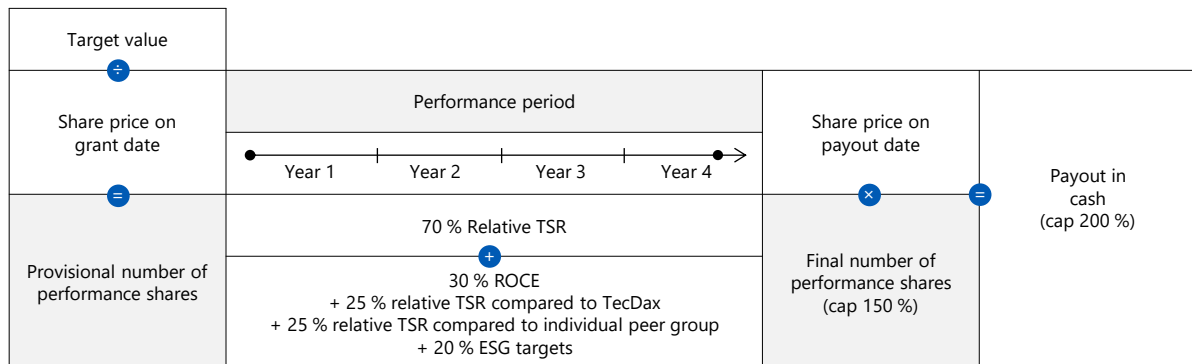 Target value
÷
Share price on
grant date
=
Provisional number of
performance shares
Performance period
Year 1
Year 2
Year 3
Year 4
70 % Relative TSR
+
30 % ROCE
+ 25 % relative TSR compared to TecDax
+ 25 % relative TSR compared to individual peer group
+ 20 % ESG targets
Share price on
payout date
×
Final number of
performance shares
(cap 150 %)
=
Payout in
cash
(cap 200 %)